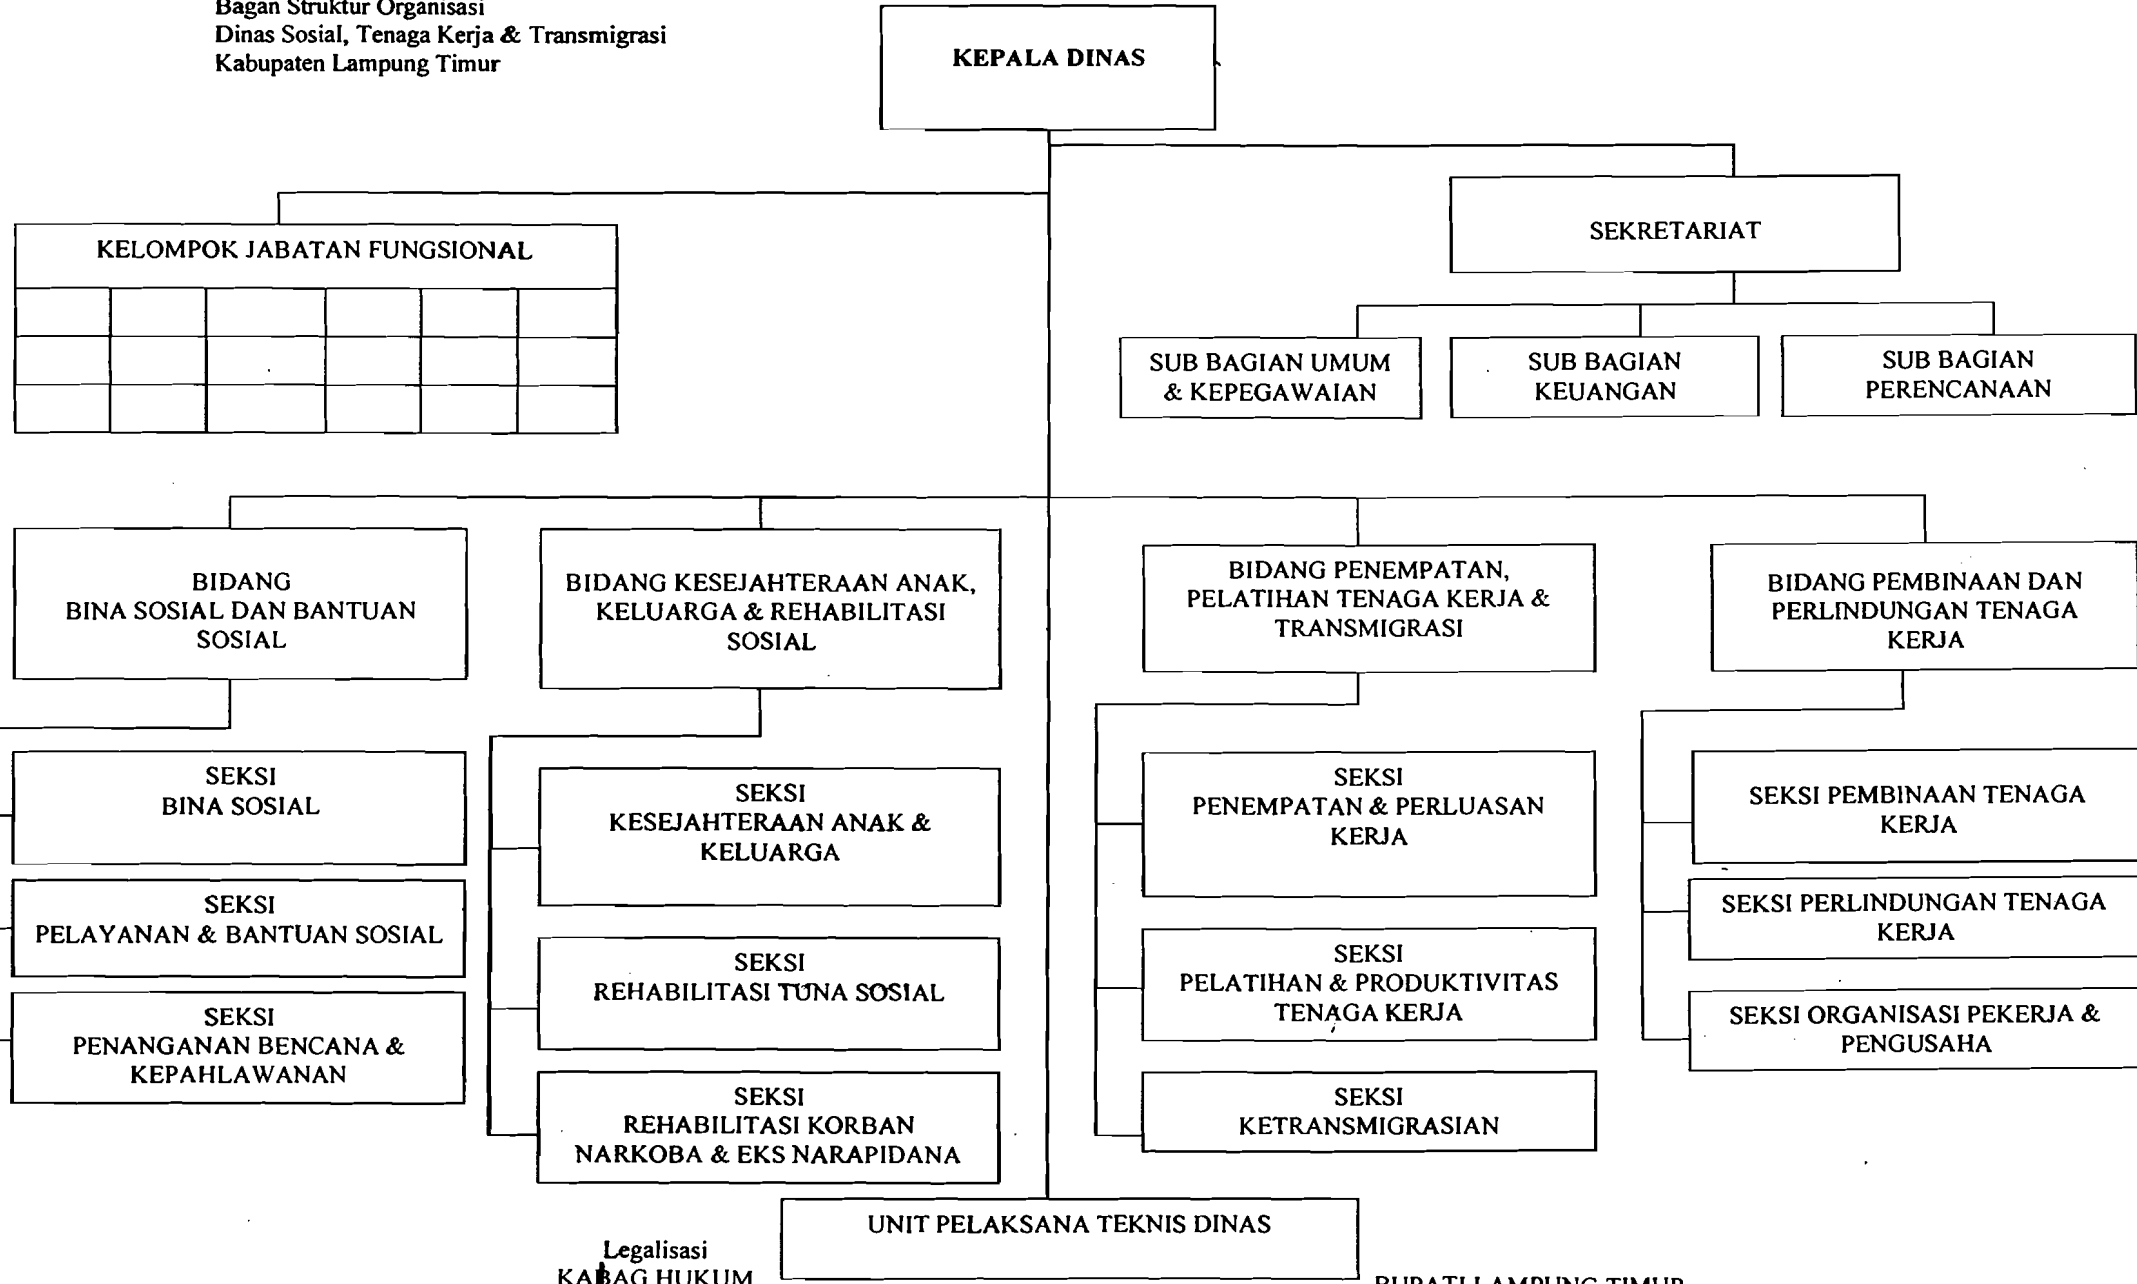 Bagan Struktur Organisasi
Dinas Sosial, Tenaga Kerja & Transmigrasi
Kabupaten Lampung Timur
KEPALA DINAS
KELOMPOK JABATAN FUNGSIONAL
SEKRETARIAT
SUB BAGIAN UMUM
& KEPEGAWAIAN
SUB BAGIAN
KEUANGAN
SUB BAGIAN
PERENCANAAN
BIDANG
BINA SOSIAL DAN BANTUAN
SOSIAL
BIDANG KESEJAHTERAAN ANAK,
KELUARGA & REHABILITASI
SOSIAL
BIDANG PENEMPATAN,
PELATIHAN TENAGA KERJA &
TRANSMIGRASI
BIDANG PEMBINAAN DAN
PERLINDUNGAN TENAGA
KERJA
SEKSI
BINA SOSIAL
SEKSI
PELAYANAN & BANTUAN SOSIAL
SEKSI
PENANGANAN BENCANA &
KEPAHLAWANAN
SEKSI
KESEJAHTERAAN ANAK &
KELUARGA
SEKSI
REHABILITASI TUNA SOSIAL
SEKSI
REHABILITASI KORBAN
NARKOBA & EKS NARAPIDANA
SEKSI
PENEMPATAN & PERLUASAN
KERJA
SEKSI
PELATIHAN & PRODUKTIVITAS
TENAGA KERJA
SEKSI
KETRANSMIGRASIAN
SEKSI PEMBINAAN TENAGA
KERJA
SEKSI PERLINDUNGAN TENAGA
KERJA
SEKSI ORGANISASI PEKERJA &
PENGUSAHA
UNIT PELAKSANA TEKNIS DINAS
Legalisasi
KABAG HUKUM
BUPATI LAMPUNG TIMUR